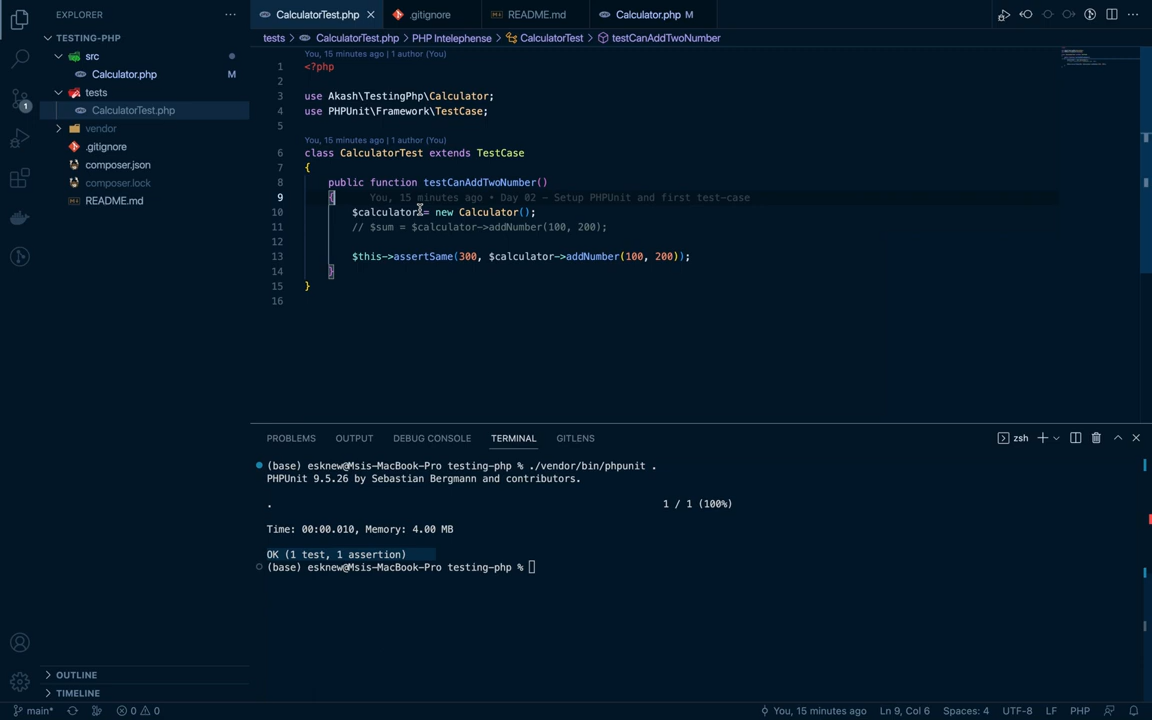 EXPLORER
TESTING-PHP
src
Calculator.php M
tests
CalculatorTest.php
vendor
.gitignore
composer.json
composer.lock
README.md
OUTLINE
TIMELINE
CalculatorTest.php
.gitignore
README.md
Calculator.php M
tests > CalculatorTest.php > PHP Intelephense > CalculatorTest > testCanAddTwoNumber
You, 15 minutes ago | 1 author (You)
1 <?php
2
3 use Akash\TestingPhp\Calculator;
4 use PHPUnit\Framework\TestCase;
5
You, 15 minutes ago | 1 author (You)
6 class CalculatorTest extends TestCase
7 {
8 public function testCanAddTwoNumber()
9 { You, 15 minutes ago • Day 02 – Setup PHPUnit and first test-case
10 $calculator = new Calculator();
11 // $sum = $calculator->addNumber(100, 200);
12
13 $this->assertSame(300, $calculator->addNumber(100, 200));
14 }
15 }
16
PROBLEMS OUTPUT DEBUG CONSOLE TERMINAL GITLENS
zsh
(base) esknew@Msis-MacBook-Pro testing-php % ./vendor/bin/phpunit .
PHPUnit 9.5.26 by Sebastian Bergmann and contributors.
. 1 / 1 (100%)
Time: 00:00.010, Memory: 4.00 MB
OK (1 test, 1 assertion)
(base) esknew@Msis-MacBook-Pro testing-php %
1
main* 0 0 You, 15 minutes ago Ln 9, Col 6 Spaces: 4 UTF-8 LF PHP